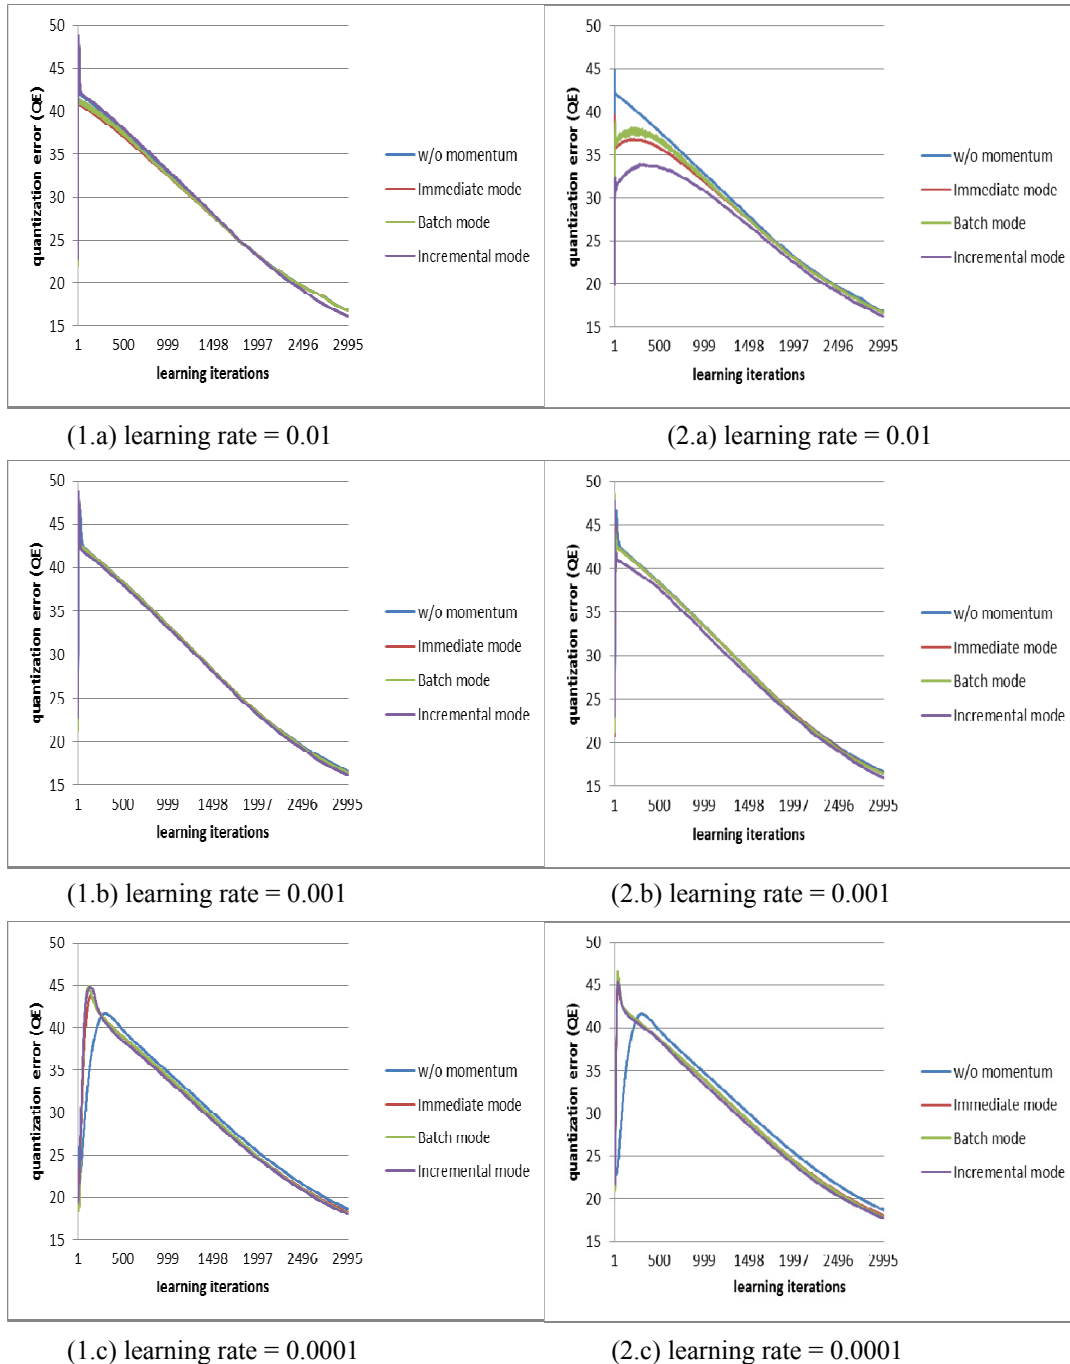 quantization error (QE)
50
45
40
35
30
25
20
15
1 500 999 1498 1997 2496 2995
learning iterations
w/o momentum
Immediate mode
Batch mode
Incremental mode
quantization error (QE)
50
45
40
35
30
25
20
15
1 500 999 1498 1997 2496 2995
learning iterations
w/o momentum
Immediate mode
Batch mode
Incremental mode
(1.a) learning rate = 0.01
(2.a) learning rate = 0.01
quantization error (QE)
50
45
40
35
30
25
20
15
1 500 999 1498 1997 2496 2995
learning iterations
w/o momentum
Immediate mode
Batch mode
Incremental mode
quantization error (QE)
50
45
40
35
30
25
20
15
1 500 999 1498 1997 2496 2995
learning iterations
w/o momentum
Immediate mode
Batch mode
Incremental mode
(1.b) learning rate = 0.001
(2.b) learning rate = 0.001
quantization error (QE)
50
45
40
35
30
25
20
15
1 500 999 1498 1997 2496 2995
learning iterations
w/o momentum
Immediate mode
Batch mode
Incremental mode
quantization error (QE)
50
45
40
35
30
25
20
15
1 500 999 1498 1997 2496 2995
learning iterations
w/o momentum
Immediate mode
Batch mode
Incremental mode
(1.c) learning rate = 0.0001
(2.c) learning rate = 0.0001